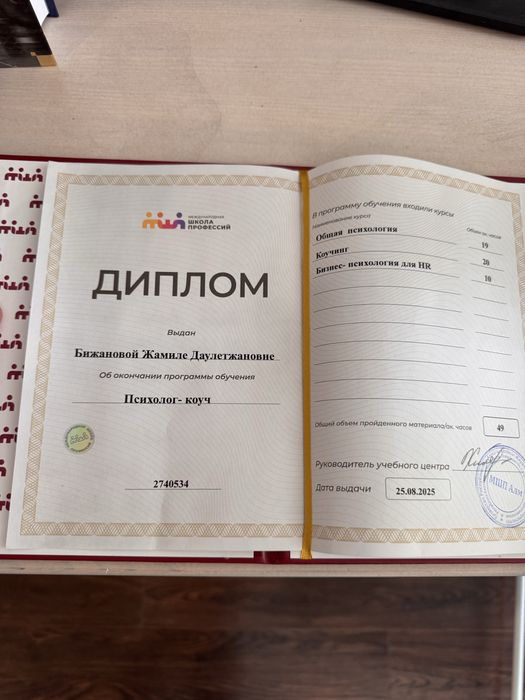 МЕЖДУНАРОДНАЯ
ШКОЛА
ПРОФЕССИЙ
ДИПЛОМ
Выдан
Бижановой Жамиле Даулетжановне
Об окончании программы обучения
Психолог- коуч
2740534
В программу обучения входили курсы
Наименование курса
Объем ак. часов
Общая психология
19
Коучинг
20
Бизнес- психология для HR
10
Общий объем пройденного материала/ак. часов
49
Руководитель учебного центра
Дата выдачи
25.08.2025
МШП Алм